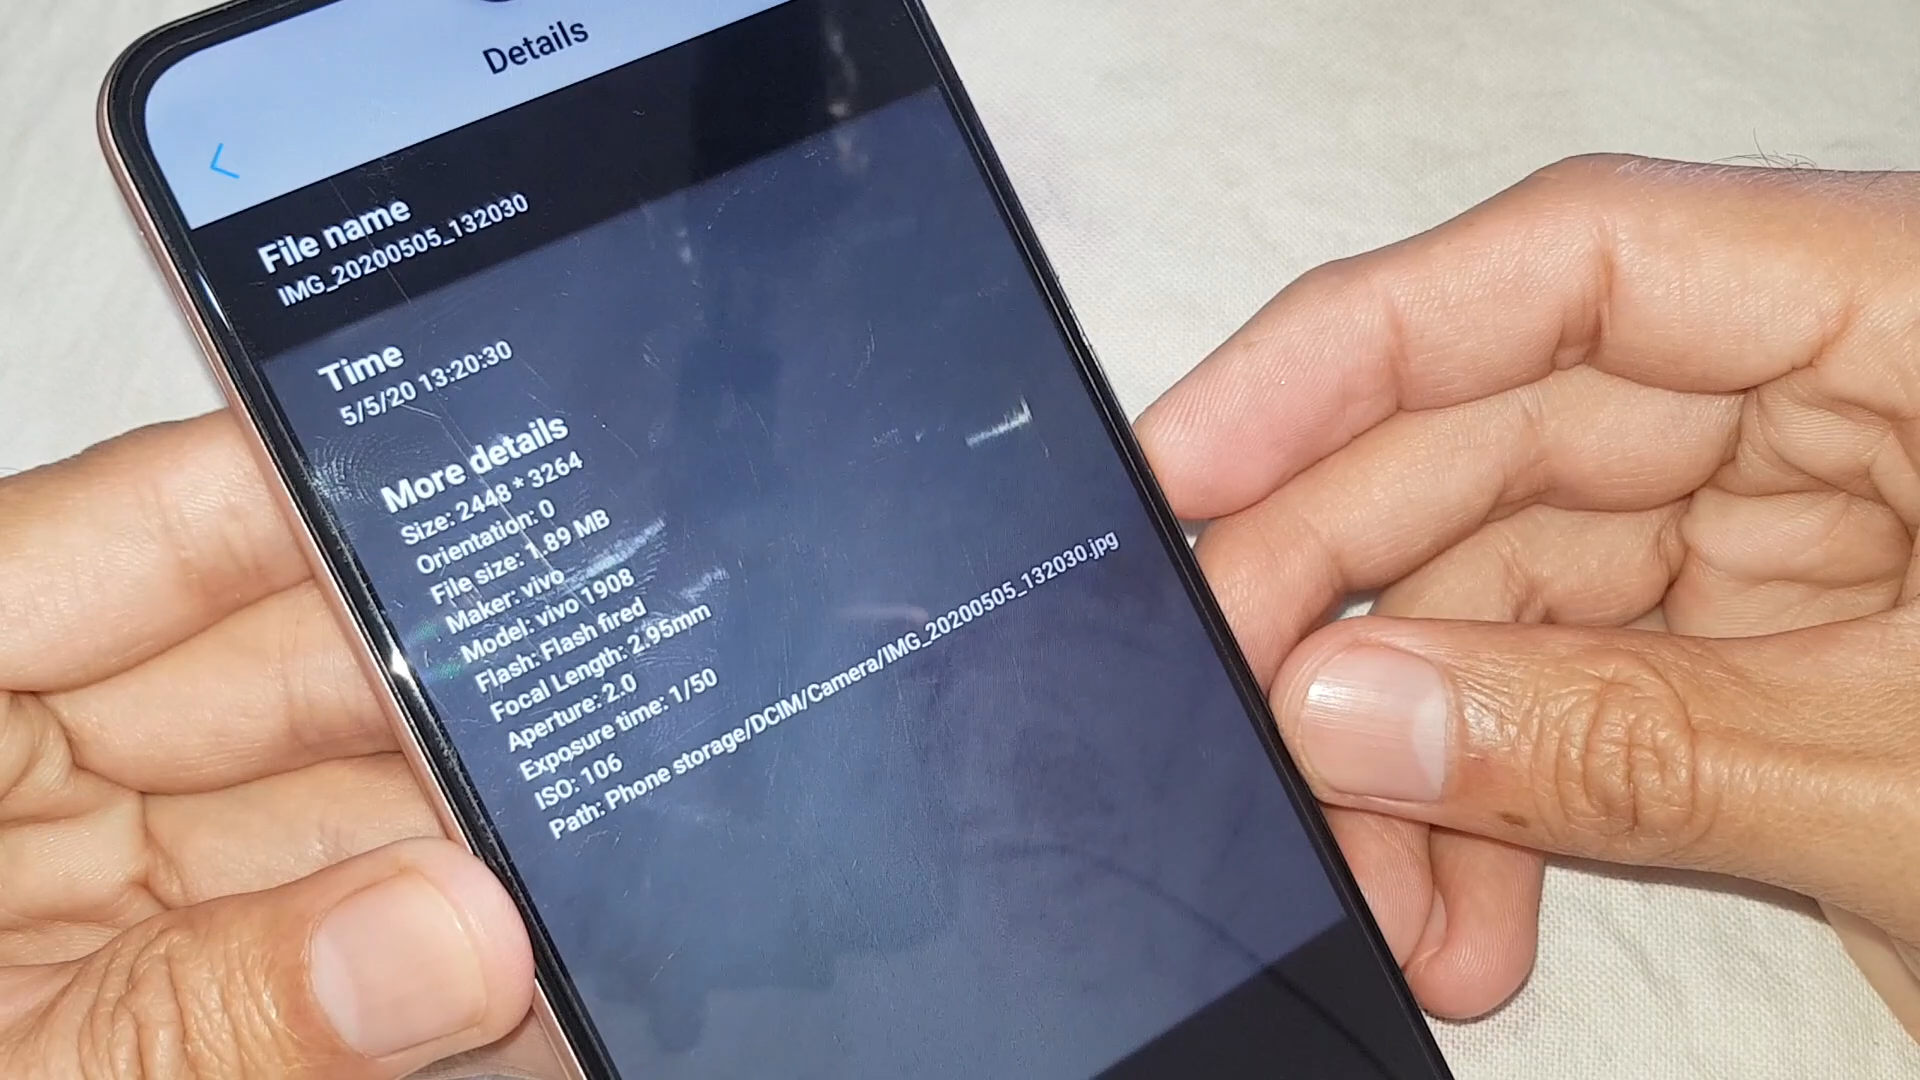 Details
File name
IMG_20200505_132030
Time
5/5/20 13:20:30
More details
Size: 2448 * 3264
Orientation: 0
File size: 1.89 MB
Maker: vivo
Model: vivo 1908
Flash: Flash fired
Focal Length: 2.95mm
Aperture: 2.0
Exposure time: 1/50
ISO: 106
Path: Phone storage/DCIM/Camera/IMG_20200505_132030.jpg